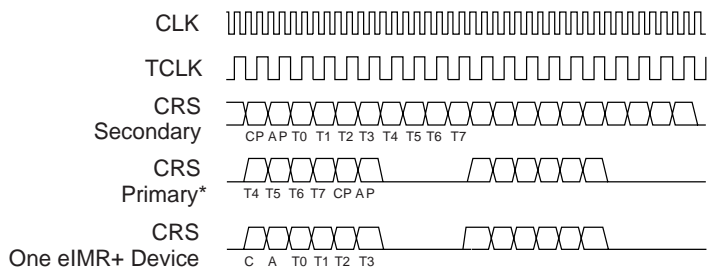 CLK
TCLK
CRS
Secondary
CP AP T0 T1 T2 T3 T4 T5 T6 T7
CRS
Primary*
T4 T5 T6 T7 CP AP
CRS
One eIMR+ Device
C A T0 T1 T2 T3